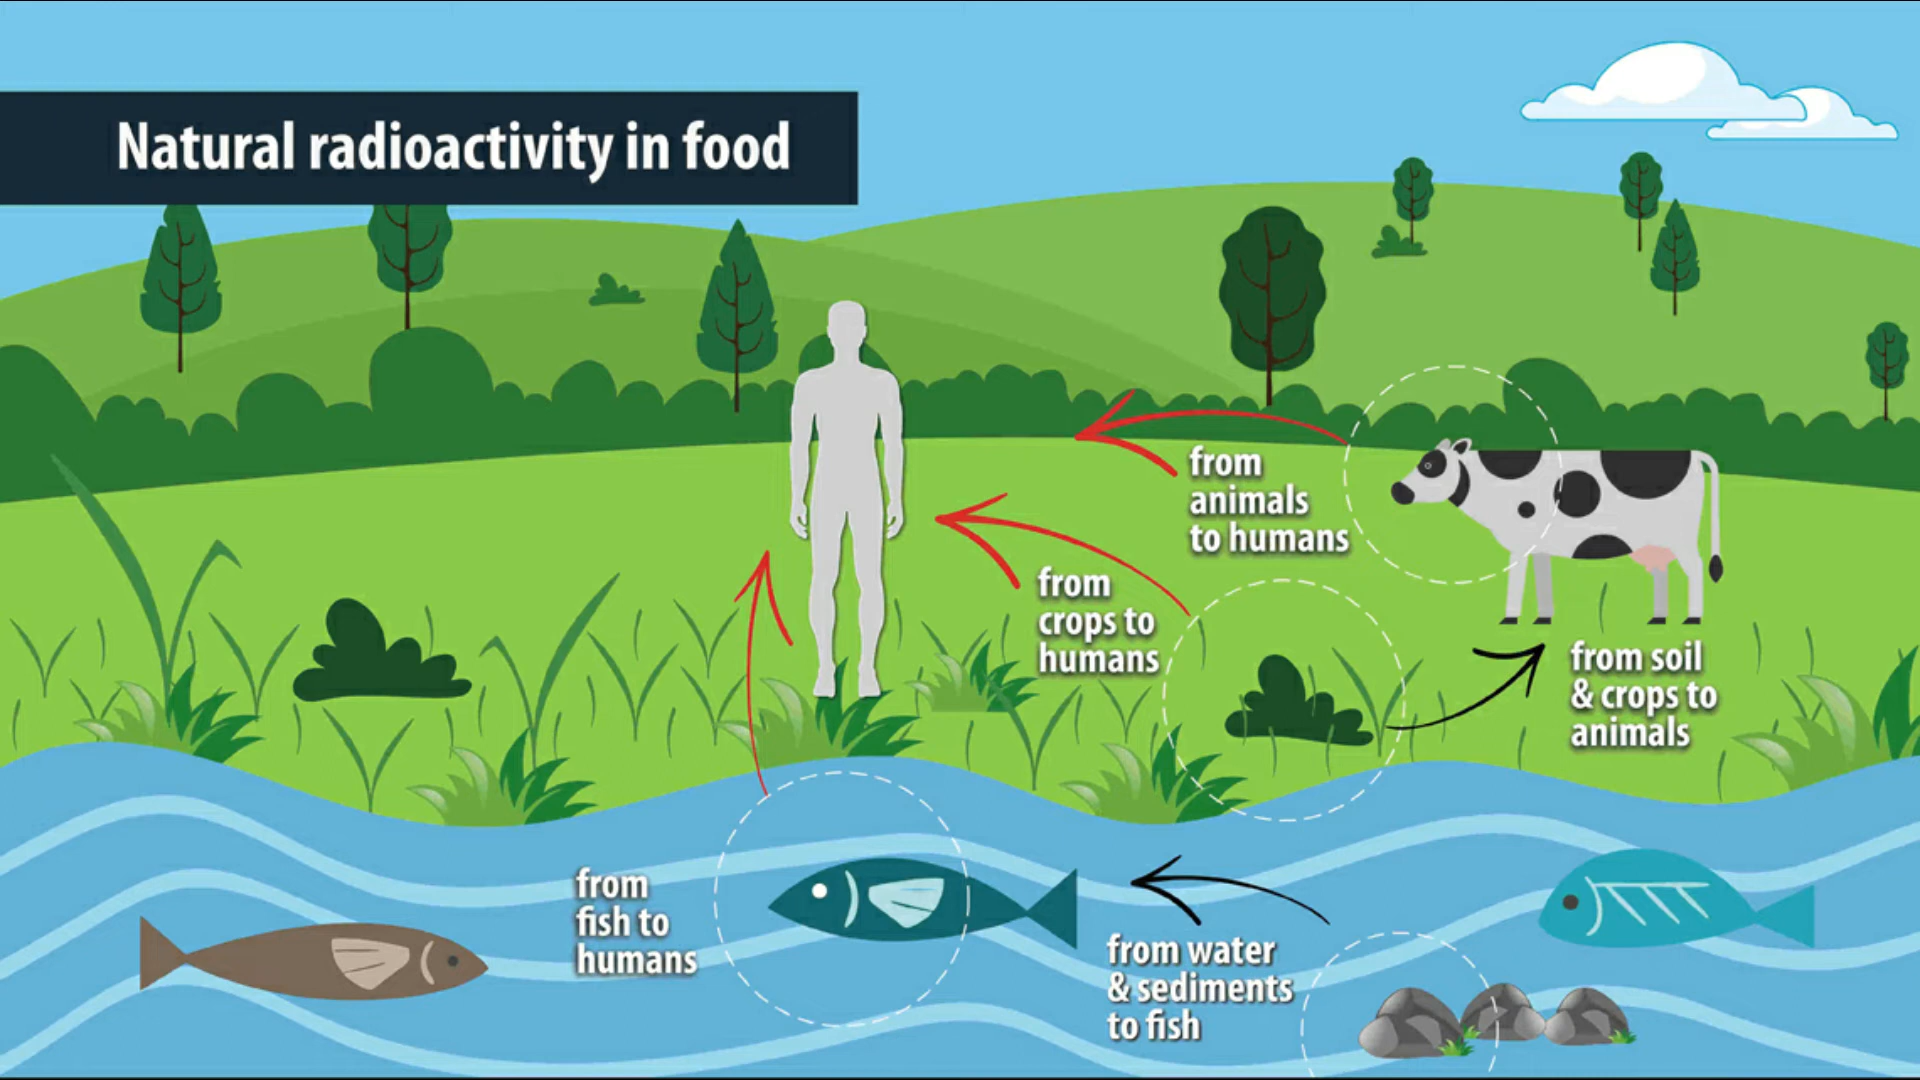 Natural radioactivity in food
from
animals
to humans
from
crops to
humans
from soil
& crops to
animals
from
fish to
humans
from water
& sediments
to fish